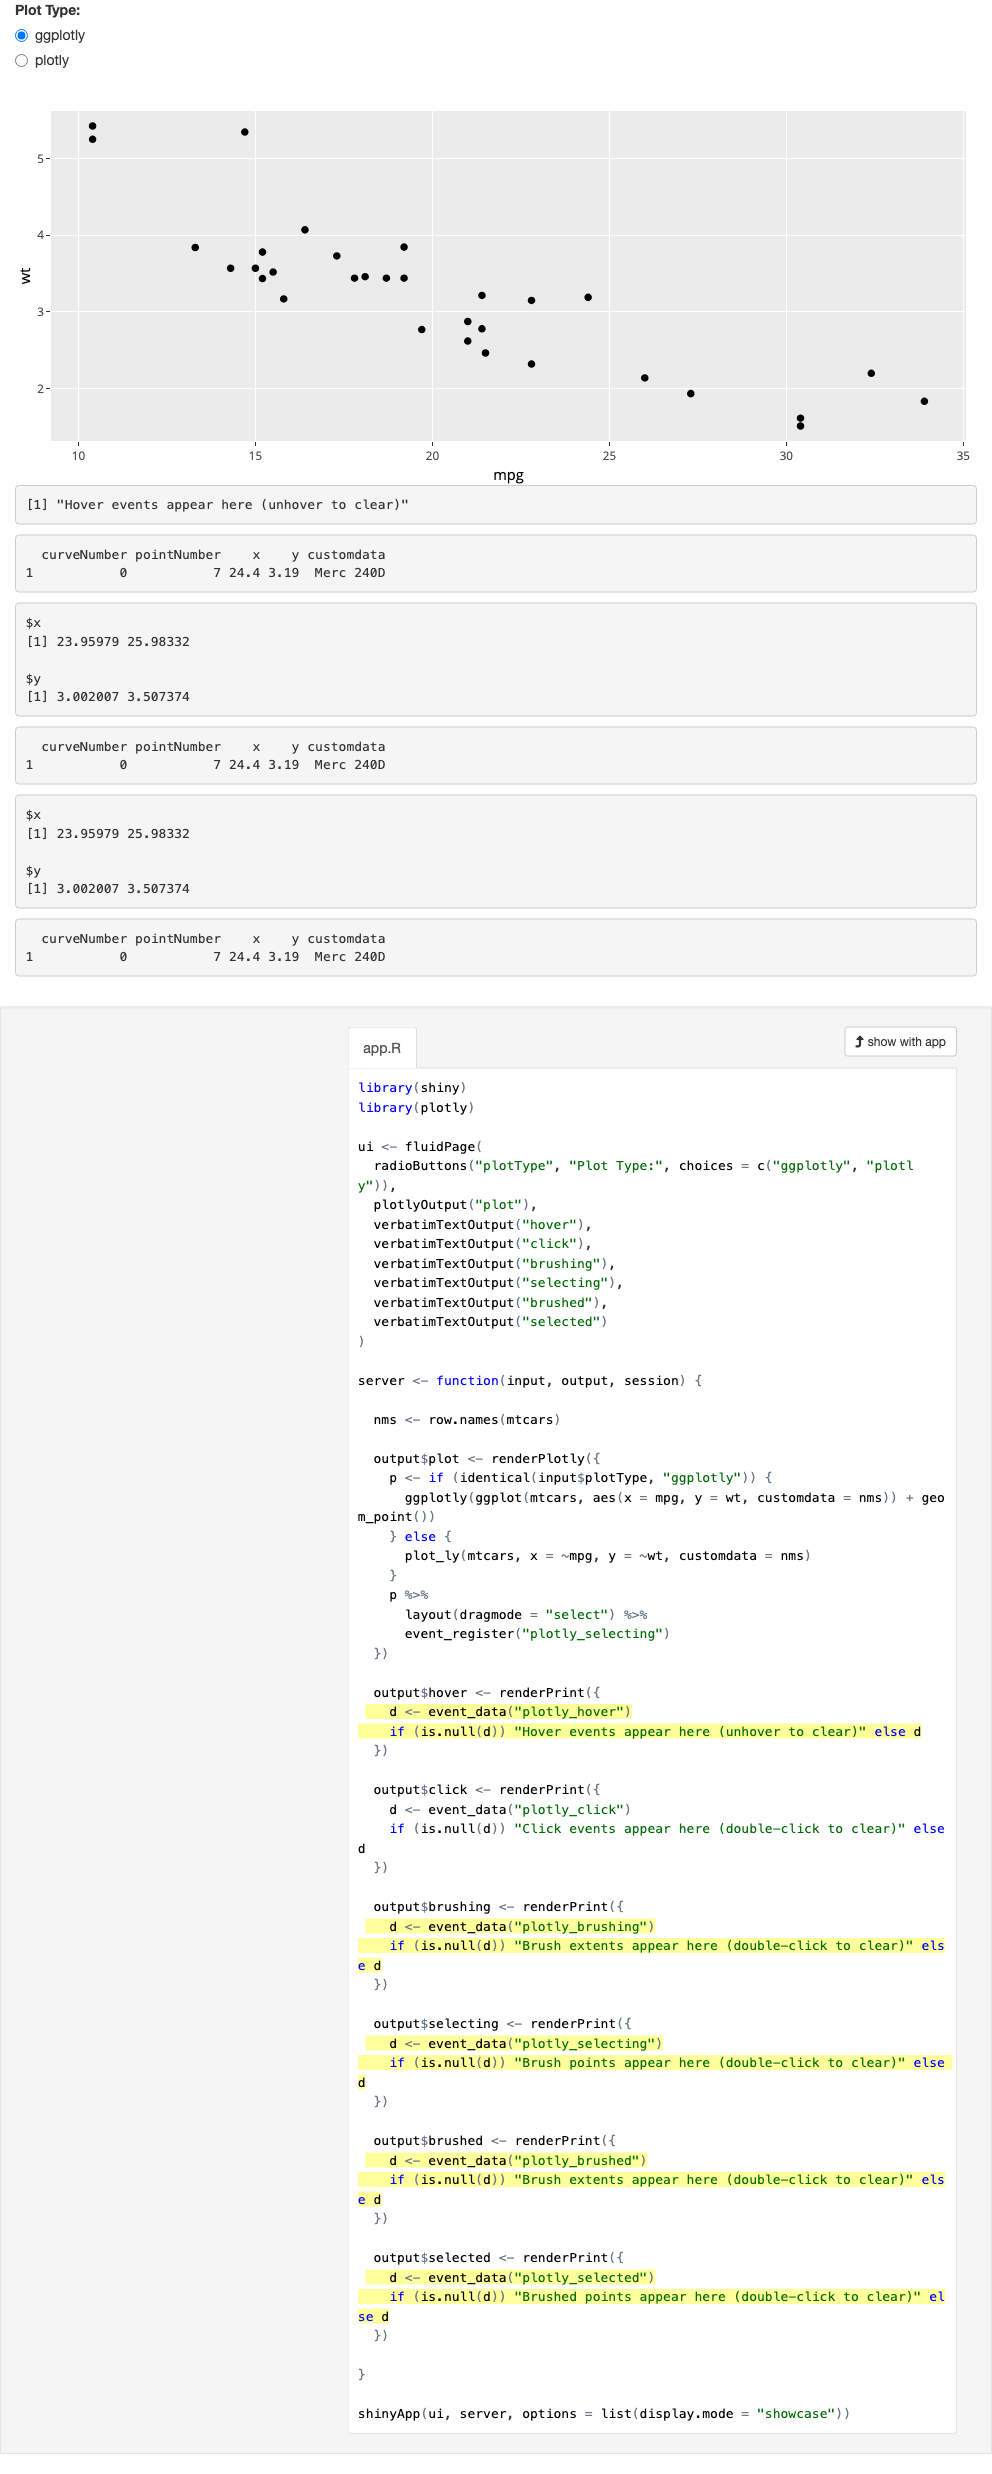 Plot Type:
ggplotly
plotly
5
4
3
2
wt
10 15 20 25 30 35
mpg
[1] "Hover events appear here (unhover to clear)"
  curveNumber pointNumber    x    y customdata
1           0           7 24.4 3.19  Merc 240D
$x
[1] 23.95979 25.98332
$y
[1] 3.002007 3.507374
  curveNumber pointNumber    x    y customdata
1           0           7 24.4 3.19  Merc 240D
$x
[1] 23.95979 25.98332
$y
[1] 3.002007 3.507374
  curveNumber pointNumber    x    y customdata
1           0           7 24.4 3.19  Merc 240D
app.R
show with app
library(shiny)
library(plotly)
ui <- fluidPage(
  radioButtons("plotType", "Plot Type:", choices = c("ggplotly", "plotl
y")),
  plotlyOutput("plot"),
  verbatimTextOutput("hover"),
  verbatimTextOutput("click"),
  verbatimTextOutput("brushing"),
  verbatimTextOutput("selecting"),
  verbatimTextOutput("brushed"),
  verbatimTextOutput("selected")
)
server <- function(input, output, session) {
  nms <- row.names(mtcars)
  output$plot <- renderPlotly({
    p <- if (identical(input$plotType, "ggplotly")) {
      ggplotly(ggplot(mtcars, aes(x = mpg, y = wt, customdata = nms)) + geo
m_point())
    } else {
      plot_ly(mtcars, x = ~mpg, y = ~wt, customdata = nms)
    }
    p %>%
      layout(dragmode = "select") %>%
      event_register("plotly_selecting")
  })
  output$hover <- renderPrint({
    d <- event_data("plotly_hover")
    if (is.null(d)) "Hover events appear here (unhover to clear)" else d
  })
  output$click <- renderPrint({
    d <- event_data("plotly_click")
    if (is.null(d)) "Click events appear here (double-click to clear)" else
d
  })
  output$brushing <- renderPrint({
    d <- event_data("plotly_brushing")
    if (is.null(d)) "Brush extents appear here (double-click to clear)" els
e d
  })
  output$selecting <- renderPrint({
    d <- event_data("plotly_selecting")
    if (is.null(d)) "Brush points appear here (double-click to clear)" else
d
  })
  output$brushed <- renderPrint({
    d <- event_data("plotly_brushed")
    if (is.null(d)) "Brush extents appear here (double-click to clear)" els
e d
  })
  output$selected <- renderPrint({
    d <- event_data("plotly_selected")
    if (is.null(d)) "Brushed points appear here (double-click to clear)" el
se d
  })
}
shinyApp(ui, server, options = list(display.mode = "showcase"))